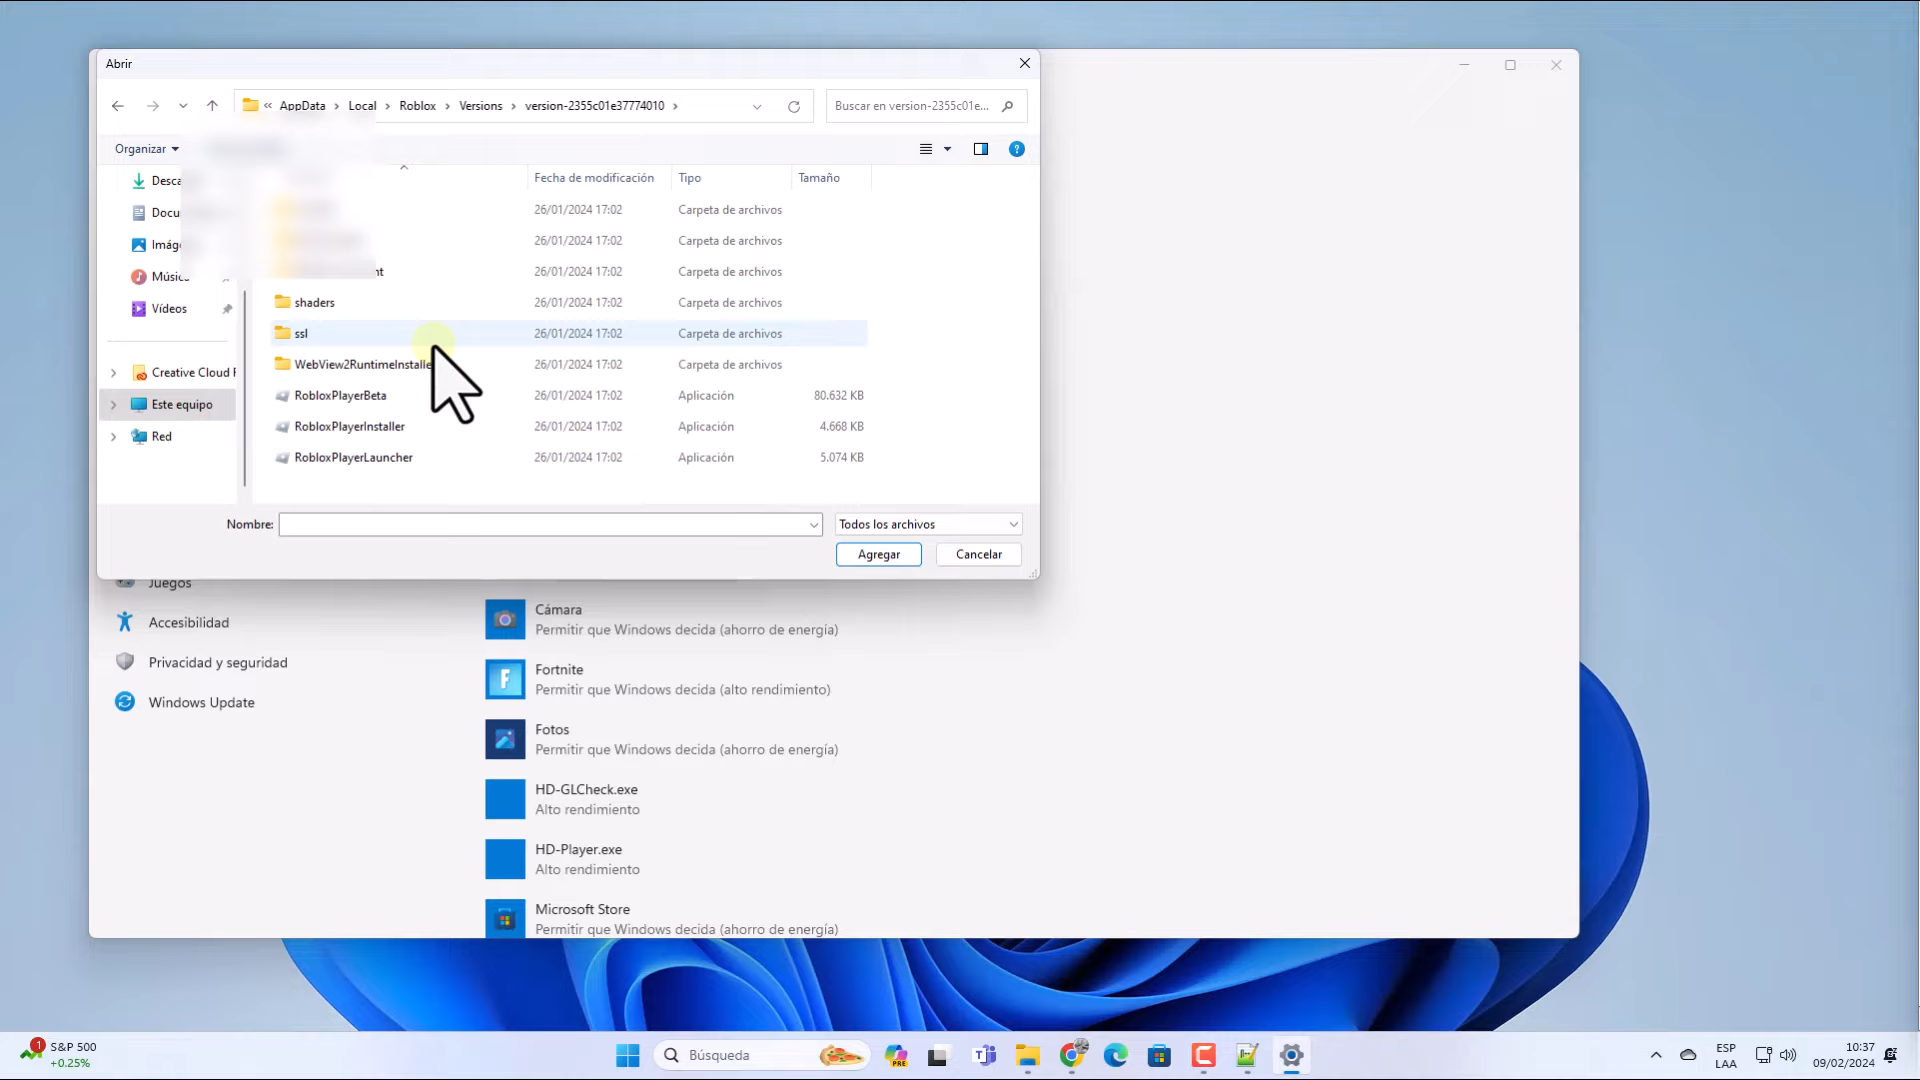 Abrir
« AppData › Local › Roblox › Versions › version-2355c01e37774010 ›
Buscar en version-2355c01e...
Organizar
Fecha de modificación Tipo Tamaño
26/01/2024 17:02 Carpeta de archivos
26/01/2024 17:02 Carpeta de archivos
nt 26/01/2024 17:02 Carpeta de archivos
shaders 26/01/2024 17:02 Carpeta de archivos
ssl 26/01/2024 17:02 Carpeta de archivos
WebView2RuntimeInstalle 26/01/2024 17:02 Carpeta de archivos
RobloxPlayerBeta 26/01/2024 17:02 Aplicación 80.632 KB
RobloxPlayerInstaller 26/01/2024 17:02 Aplicación 4.668 KB
RobloxPlayerLauncher 26/01/2024 17:02 Aplicación 5.074 KB
Desca
Docu
Imág
Música
Vídeos
Creative Cloud F
Este equipo
Red
Nombre:
Todos los archivos
Agregar Cancelar
Juegos
Accesibilidad
Privacidad y seguridad
Windows Update
Cámara
Permitir que Windows decida (ahorro de energía)
Fortnite
Permitir que Windows decida (alto rendimiento)
Fotos
Permitir que Windows decida (ahorro de energía)
HD-GLCheck.exe
Alto rendimiento
HD-Player.exe
Alto rendimiento
Microsoft Store
Permitir que Windows decida (ahorro de energía)
1
S&P 500
+0.25%
Búsqueda
PRE
ESP
LAA
10:37
09/02/2024